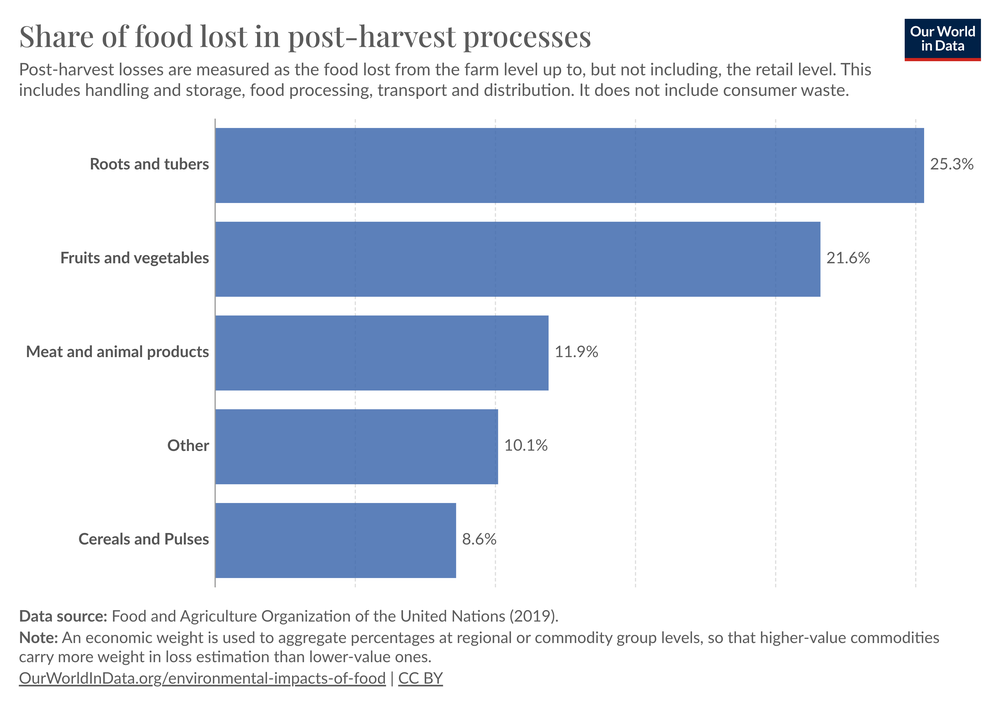 Share of food lost in post-harvest processes
Our World
in Data
Post-harvest losses are measured as the food lost from the farm level up to, but not including, the retail level. This
includes handling and storage, food processing, transport and distribution. It does not include consumer waste.
Roots and tubers 25.3%
Fruits and vegetables 21.6%
Meat and animal products 11.9%
Other 10.1%
Cereals and Pulses 8.6%
Data source: Food and Agriculture Organization of the United Nations (2019).
Note: An economic weight is used to aggregate percentages at regional or commodity group levels, so that higher-value commodities
carry more weight in loss estimation than lower-value ones.
OurWorldInData.org/environmental-impacts-of-food | CC BY